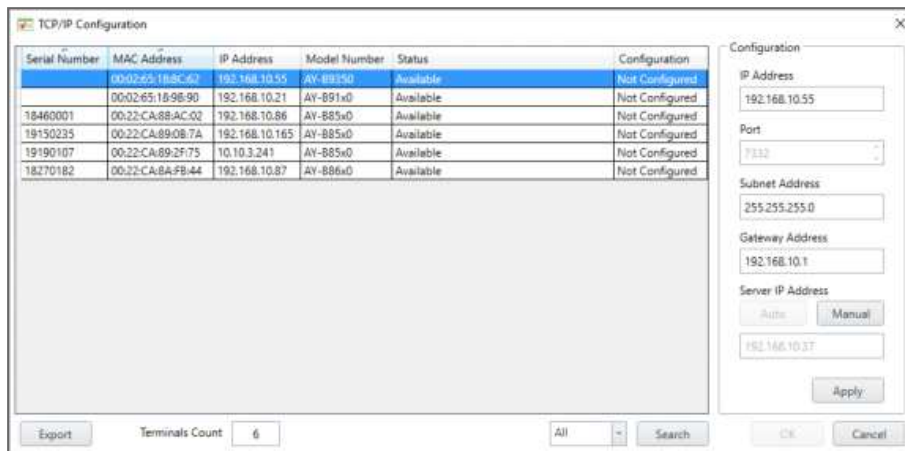 TCP/IP Configuration
Serial Number MAC Address IP Address Model Number Status Configuration
00:02:65:18:8C:62 192.168.10.55 AY-B9350 Available Not Configured
00:02:65:18:98:90 192.168.10.21 AY-B91x0 Available Not Configured
18460001 00:22:CA:88:AC:02 192.168.10.86 AY-B85x0 Available Not Configured
19150235 00:22:CA:89:0B:7A 192.168.10.165 AY-B85x0 Available Not Configured
19190107 00:22:CA:89:2F:75 10.10.3.241 AY-B85x0 Available Not Configured
18270182 00:22:CA:8A:FB:44 192.168.10.87 AY-B86x0 Available Not Configured
Configuration
IP Address
192.168.10.55
Port
7332
Subnet Address
255.255.255.0
Gateway Address
192.168.10.1
Server IP Address
Auto Manual
192.168.10.37
Apply
Export Terminals Count 6 All Search OK Cancel